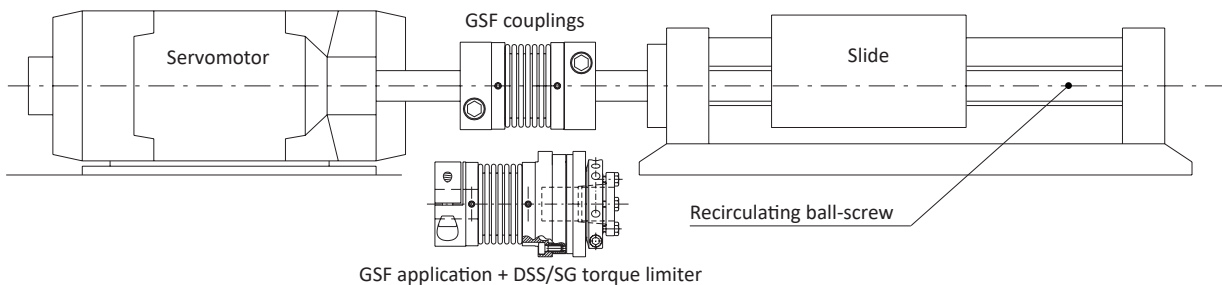 GSF couplings
Servomotor
Slide
Recirculating ball-screw
GSF application + DSS/SG torque limiter